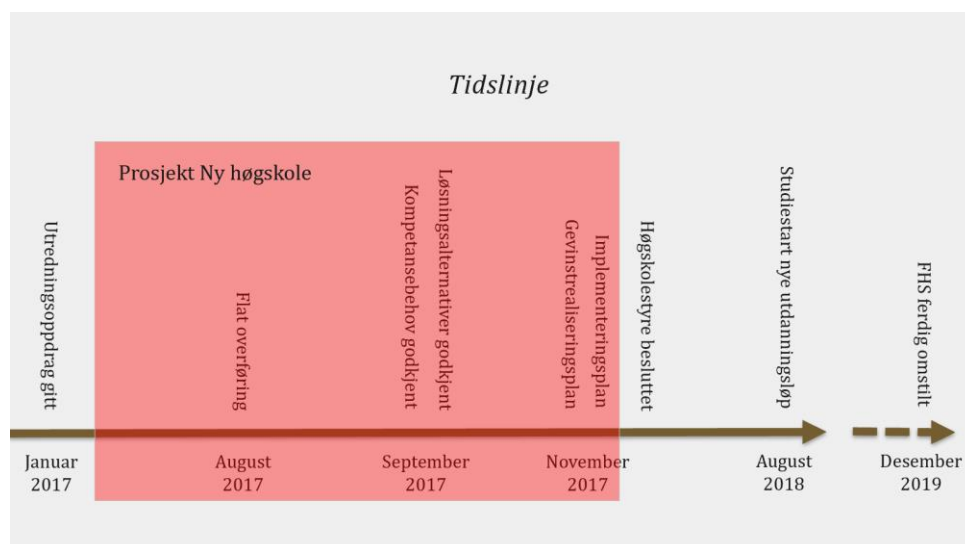 Tidslinje
Prosjekt Ny høgskole
Utredningsoppdrag gitt
Flat overføring
Kompetansebehov godkjent
Løsningsalternativer godkjent
Gevinstrealiseringsplan
Implementeringsplan
Høgskolestyre besluttet
Studiestart nye utdanningsløp
FHS ferdig omstilt
Januar
2017
August
2017
September
2017
November
2017
August
2018
Desember
2019